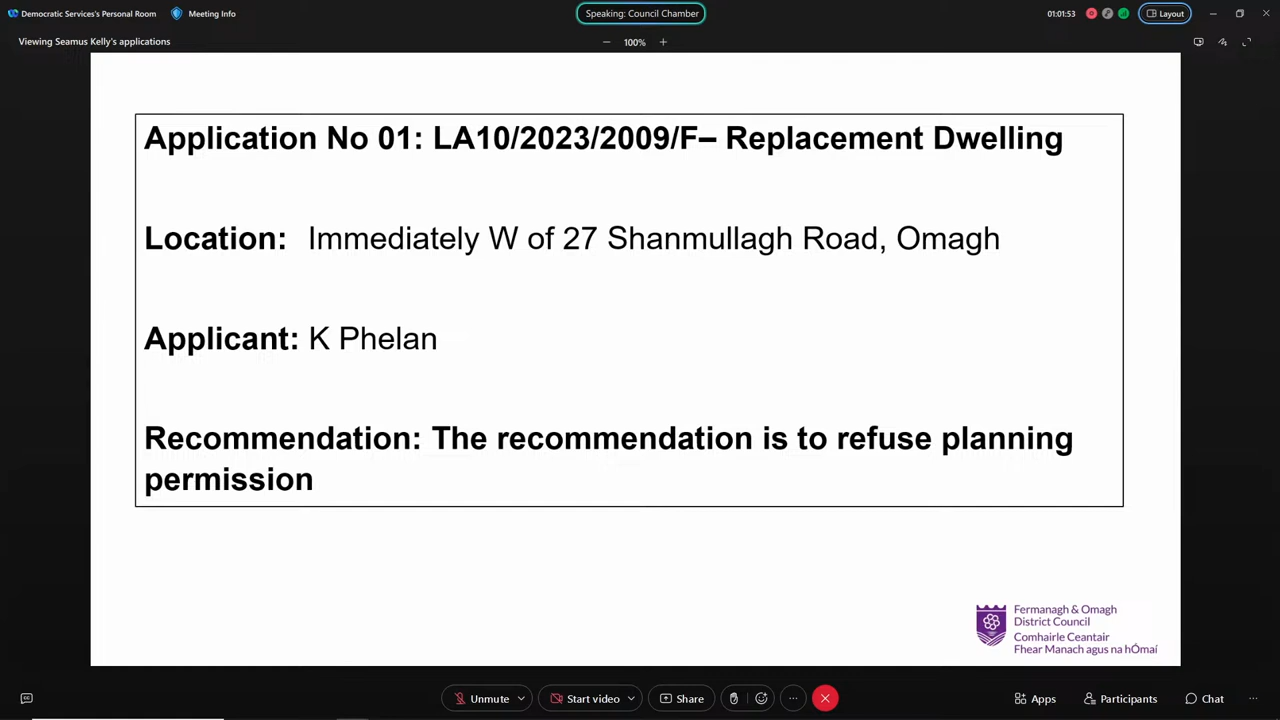 Democratic Services's Personal Room
Meeting Info
Speaking: Council Chamber
01:01:53
Layout
Viewing Seamus Kelly's applications
100%
Application No 01: LA10/2023/2009/F– Replacement Dwelling
Location: Immediately W of 27 Shanmullagh Road, Omagh
Applicant: K Phelan
Recommendation: The recommendation is to refuse planning
permission
Fermanagh & Omagh
District Council
Comhairle Ceantair
Fhear Manach agus na hÓmaí
Unmute
Start video
Share
Apps
Participants
Chat